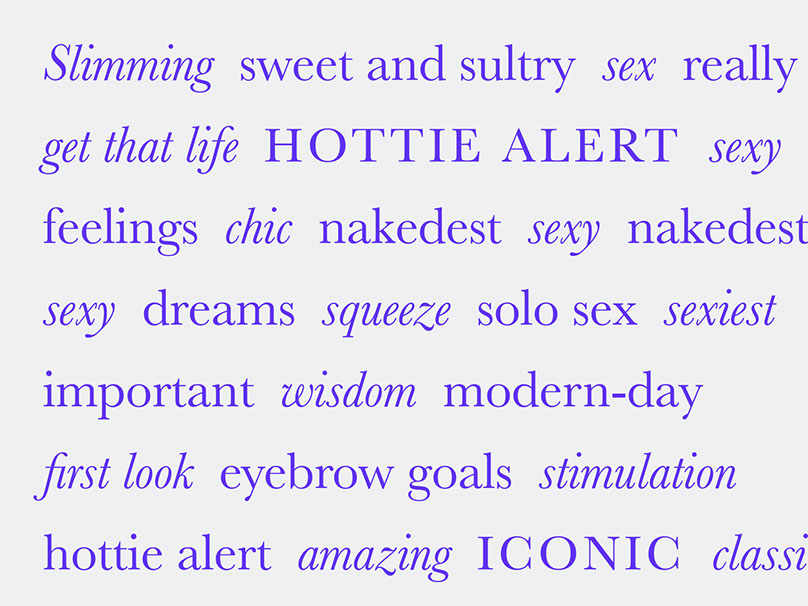 Slimming sweet and sultry sex really
get that life HOTTIE ALERT sexy
feelings chic nakedest sexy nakedest
sexy dreams squeeze solo sex sexiest
important wisdom modern-day
first look eyebrow goals stimulation
hottie alert amazing ICONIC classi